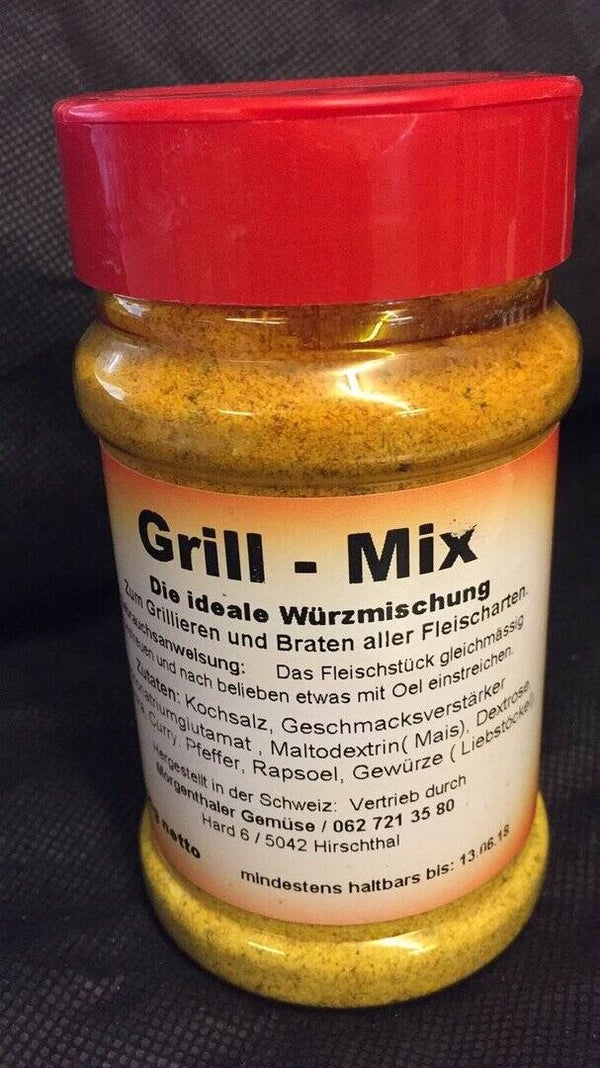 Grill - Mix
Die ideale Würzmischung
Zum Grillieren und Braten aller Fleischarten.
Das Fleischstück gleichmässig
und nach belieben etwas mit Oel einstreichen.
Zutaten: Kochsalz, Geschmacksverstärker
, Maltodextrin( Mais), Dextrose,
Curry, Pfeffer, Rapsoel, Gewürze ( Liebstöckel)
Hergestellt in der Schweiz: Vertrieb durch
Morgenthaler Gemüse / 062 721 35 80
Hard 6 / 5042 Hirschthal
netto
mindestens haltbars bis: 13.06.18